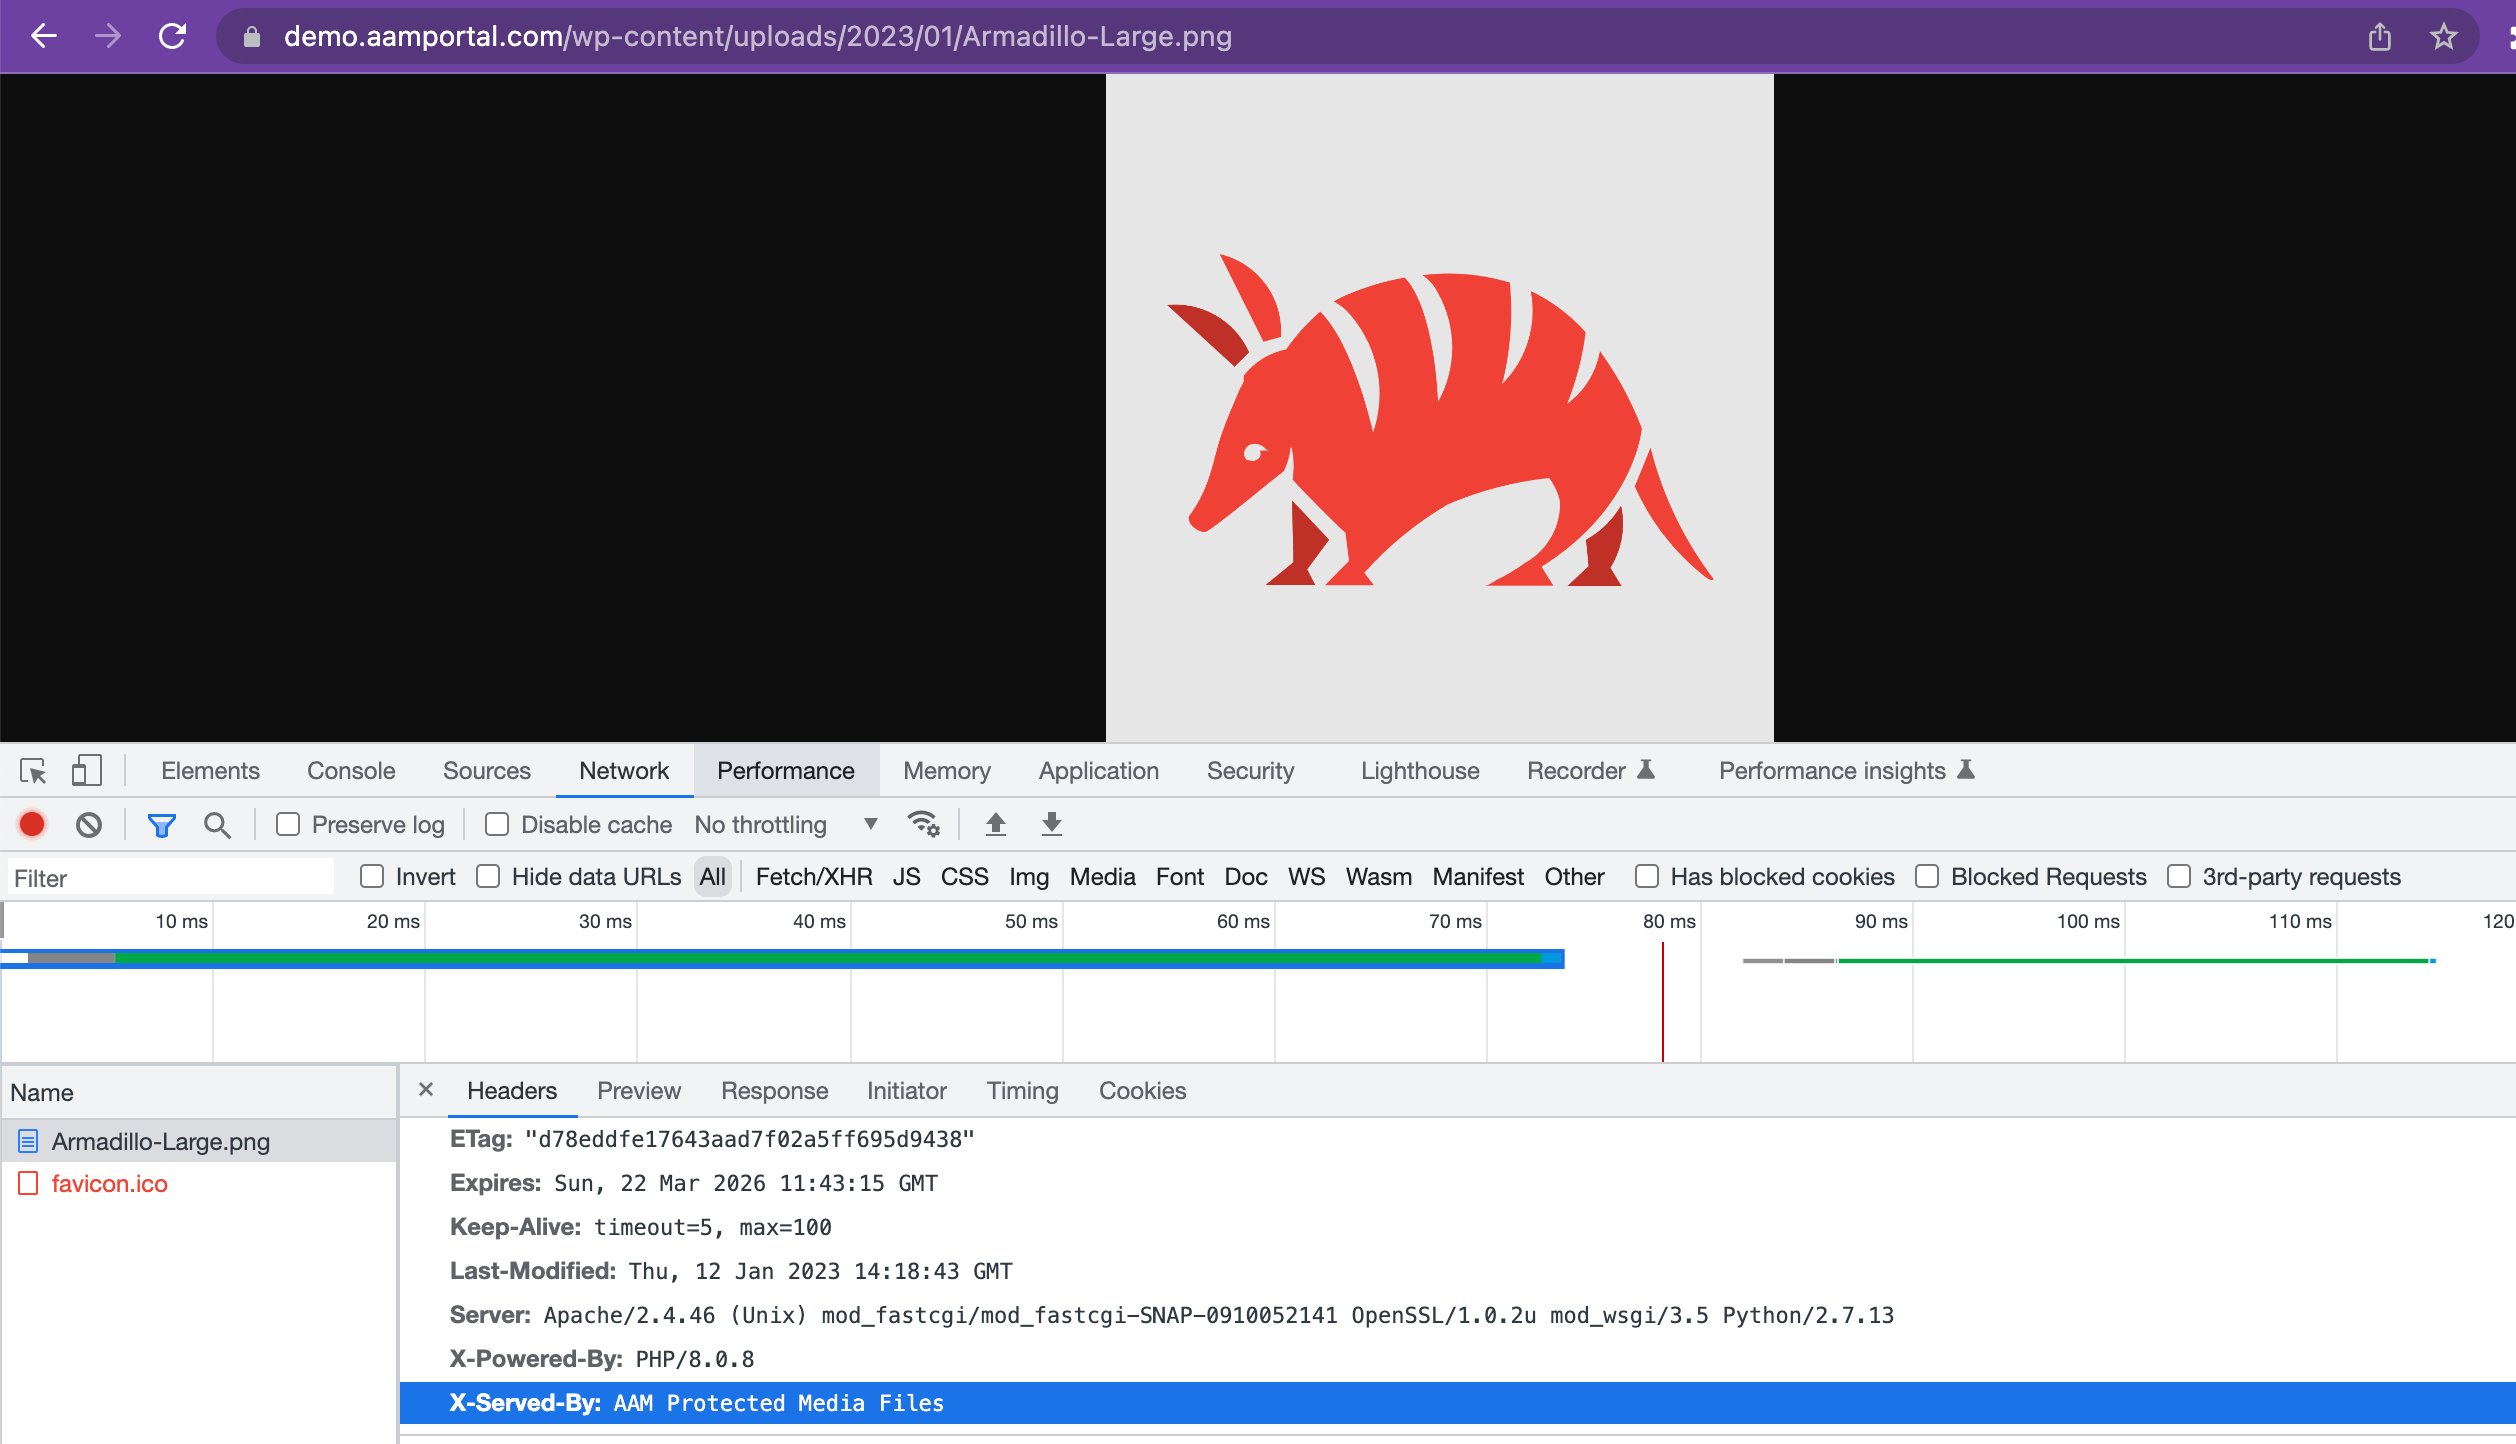 demo.aamportal.com/wp-content/uploads/2023/01/Armadillo-Large.png
Elements Console Sources Network Performance Memory Application Security Lighthouse Recorder Performance insights
Preserve log Disable cache No throttling
Filter Invert Hide data URLs All Fetch/XHR JS CSS Img Media Font Doc WS Wasm Manifest Other Has blocked cookies Blocked Requests 3rd-party requests
10 ms 20 ms 30 ms 40 ms 50 ms 60 ms 70 ms 80 ms 90 ms 100 ms 110 ms 120
Name
Armadillo-Large.png
favicon.ico
× Headers Preview Response Initiator Timing Cookies
ETag: "d78eddfe17643aad7f02a5ff695d9438"
Expires: Sun, 22 Mar 2026 11:43:15 GMT
Keep-Alive: timeout=5, max=100
Last-Modified: Thu, 12 Jan 2023 14:18:43 GMT
Server: Apache/2.4.46 (Unix) mod_fastcgi/mod_fastcgi-SNAP-0910052141 OpenSSL/1.0.2u mod_wsgi/3.5 Python/2.7.13
X-Powered-By: PHP/8.0.8
X-Served-By: AAM Protected Media Files